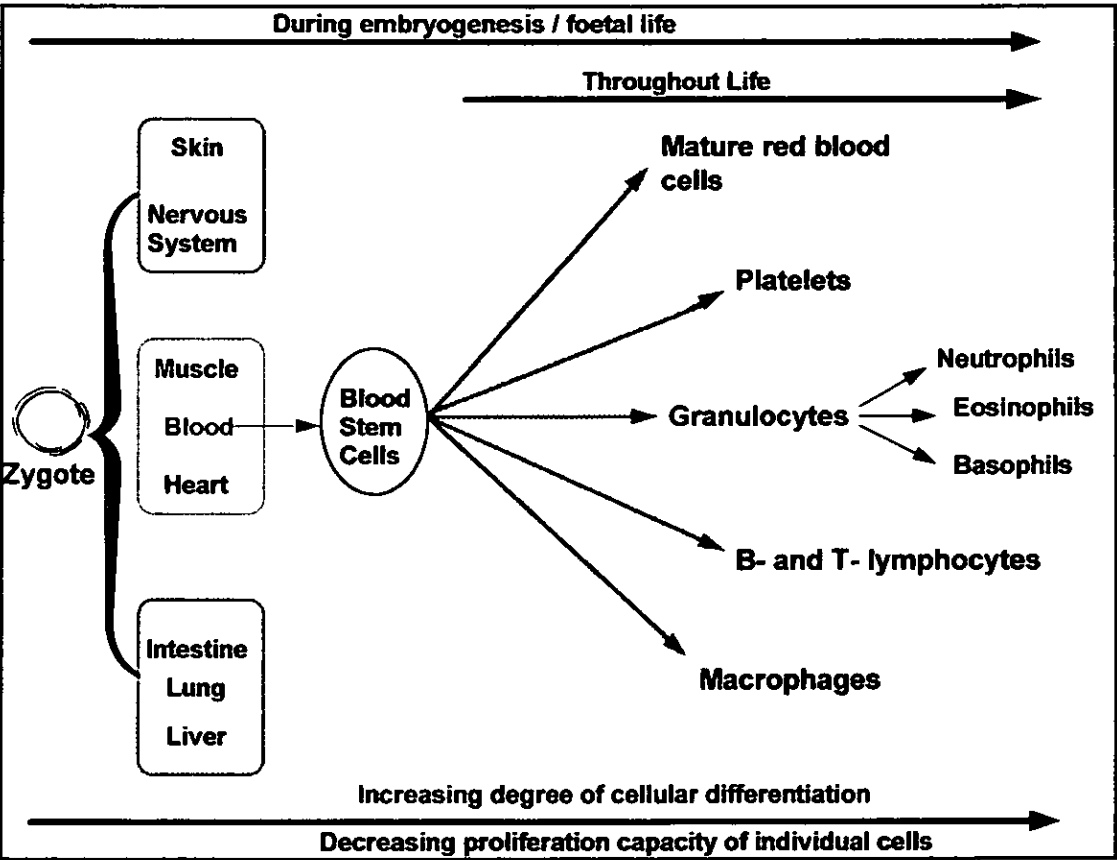 During embryogenesis / foetal life
Throughout Life
Skin
Nervous
System
Muscle
Blood
Heart
Intestine
Lung
Liver
Zygote
Blood
Stem
Cells
Mature red blood
cells
Platelets
Granulocytes
Neutrophils
Eosinophils
Basophils
B- and T- lymphocytes
Macrophages
Increasing degree of cellular differentiation
Decreasing proliferation capacity of individual cells